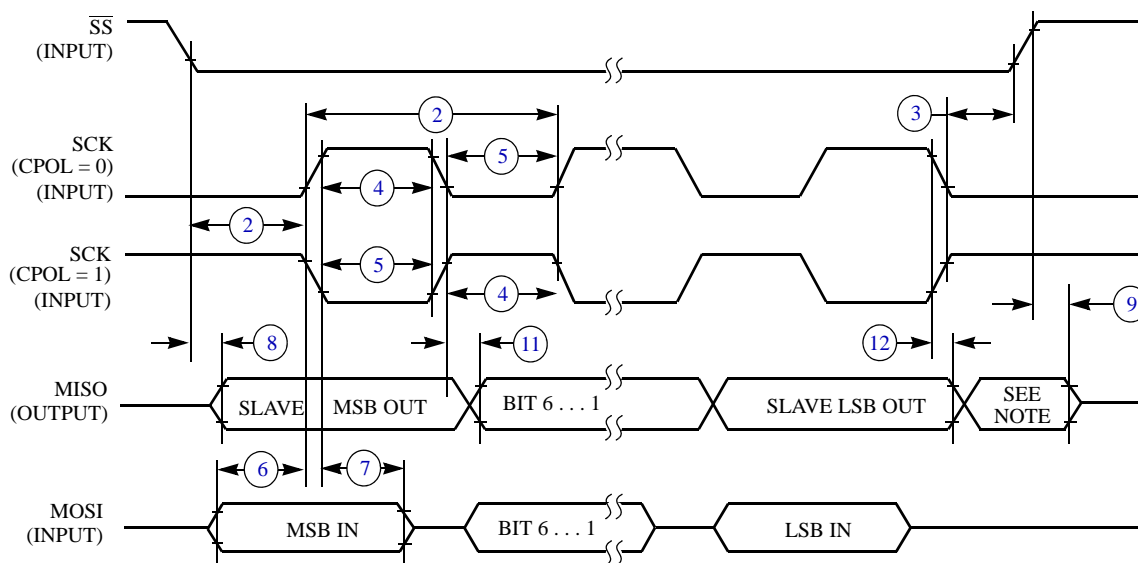 SS
(INPUT)
3
2
SCK
(CPOL = 0)
(INPUT)
5
4
2
SCK
(CPOL = 1)
(INPUT)
5
4
9
8
11
12
MISO
(OUTPUT)
SLAVE MSB OUT
BIT 6 . . . 1
SLAVE LSB OUT
SEE
NOTE
6
7
MOSI
(INPUT)
MSB IN
BIT 6 . . . 1
LSB IN